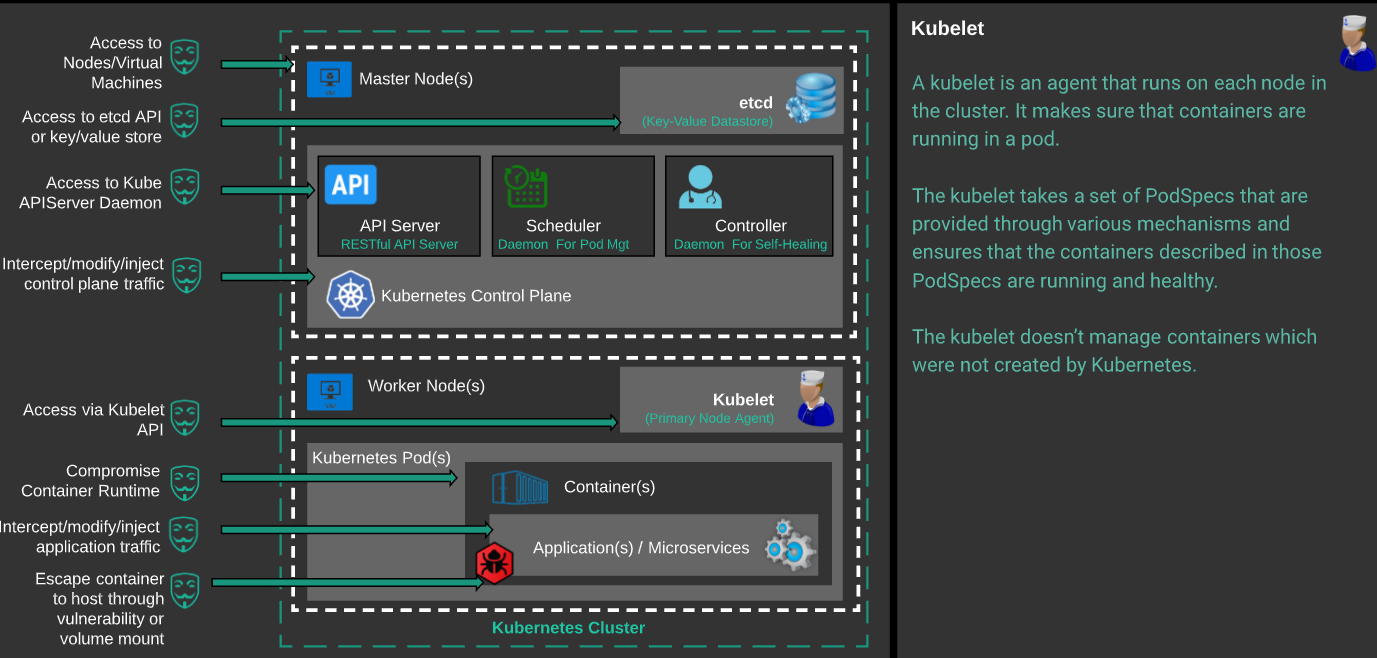 Access to
Nodes/Virtual
Machines
Access to etcd API
or key/value store
Access to Kube
APIServer Daemon
Intercept/modify/inject
control plane traffic
Access via Kubelet
API
Compromise
Container Runtime
Intercept/modify/inject
application traffic
Escape container
to host through
vulnerability or
volume mount
Master Node(s)
etcd
(Key-Value Datastore)
API
API Server
RESTful API Server
Scheduler
Daemon For Pod Mgt
Controller
Daemon For Self-Healing
Kubernetes Control Plane
Worker Node(s)
Kubelet
(Primary Node Agent)
Kubernetes Pod(s)
Container(s)
Application(s) / Microservices
Kubernetes Cluster
Kubelet
A kubelet is an agent that runs on each node in
the cluster. It makes sure that containers are
running in a pod.
The kubelet takes a set of PodSpecs that are
provided through various mechanisms and
ensures that the containers described in those
PodSpecs are running and healthy.
The kubelet doesn’t manage containers which
were not created by Kubernetes.